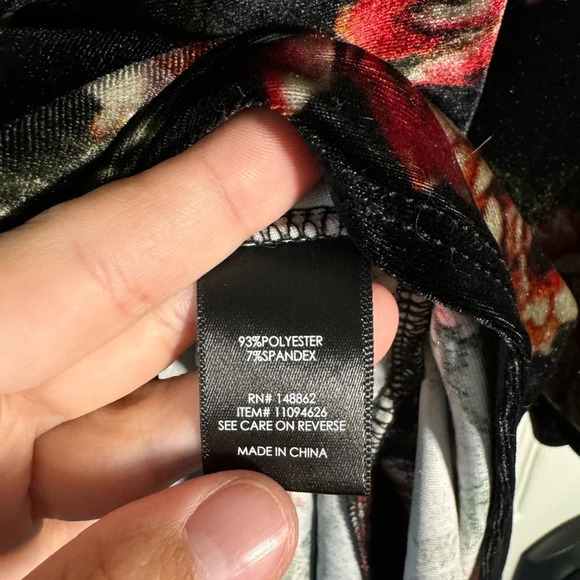 93%POLYESTER
7%SPANDEX
RN# 148862
ITEM# 11094626
SEE CARE ON REVERSE
MADE IN CHINA